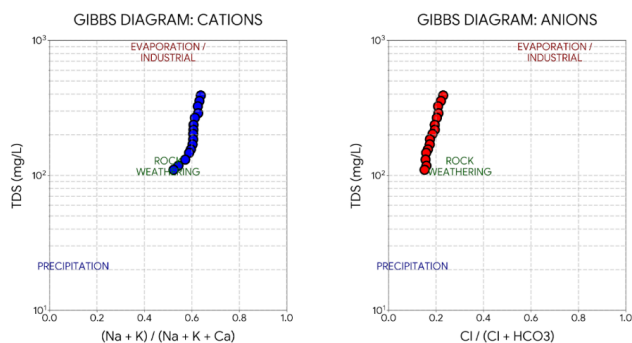 GIBBS DIAGRAM: CATIONS
10³
EVAPORATION /
INDUSTRIAL
TDS (mg/L)
ROCK
WEATHERING
10²
PRECIPITATION
10¹
0.0 0.2 0.4 0.6 0.8 1.0
(Na + K) / (Na + K + Ca)
GIBBS DIAGRAM: ANIONS
10³
EVAPORATION /
INDUSTRIAL
TDS (mg/L)
ROCK
WEATHERING
10²
PRECIPITATION
10¹
0.0 0.2 0.4 0.6 0.8 1.0
Cl / (Cl + HCO3)